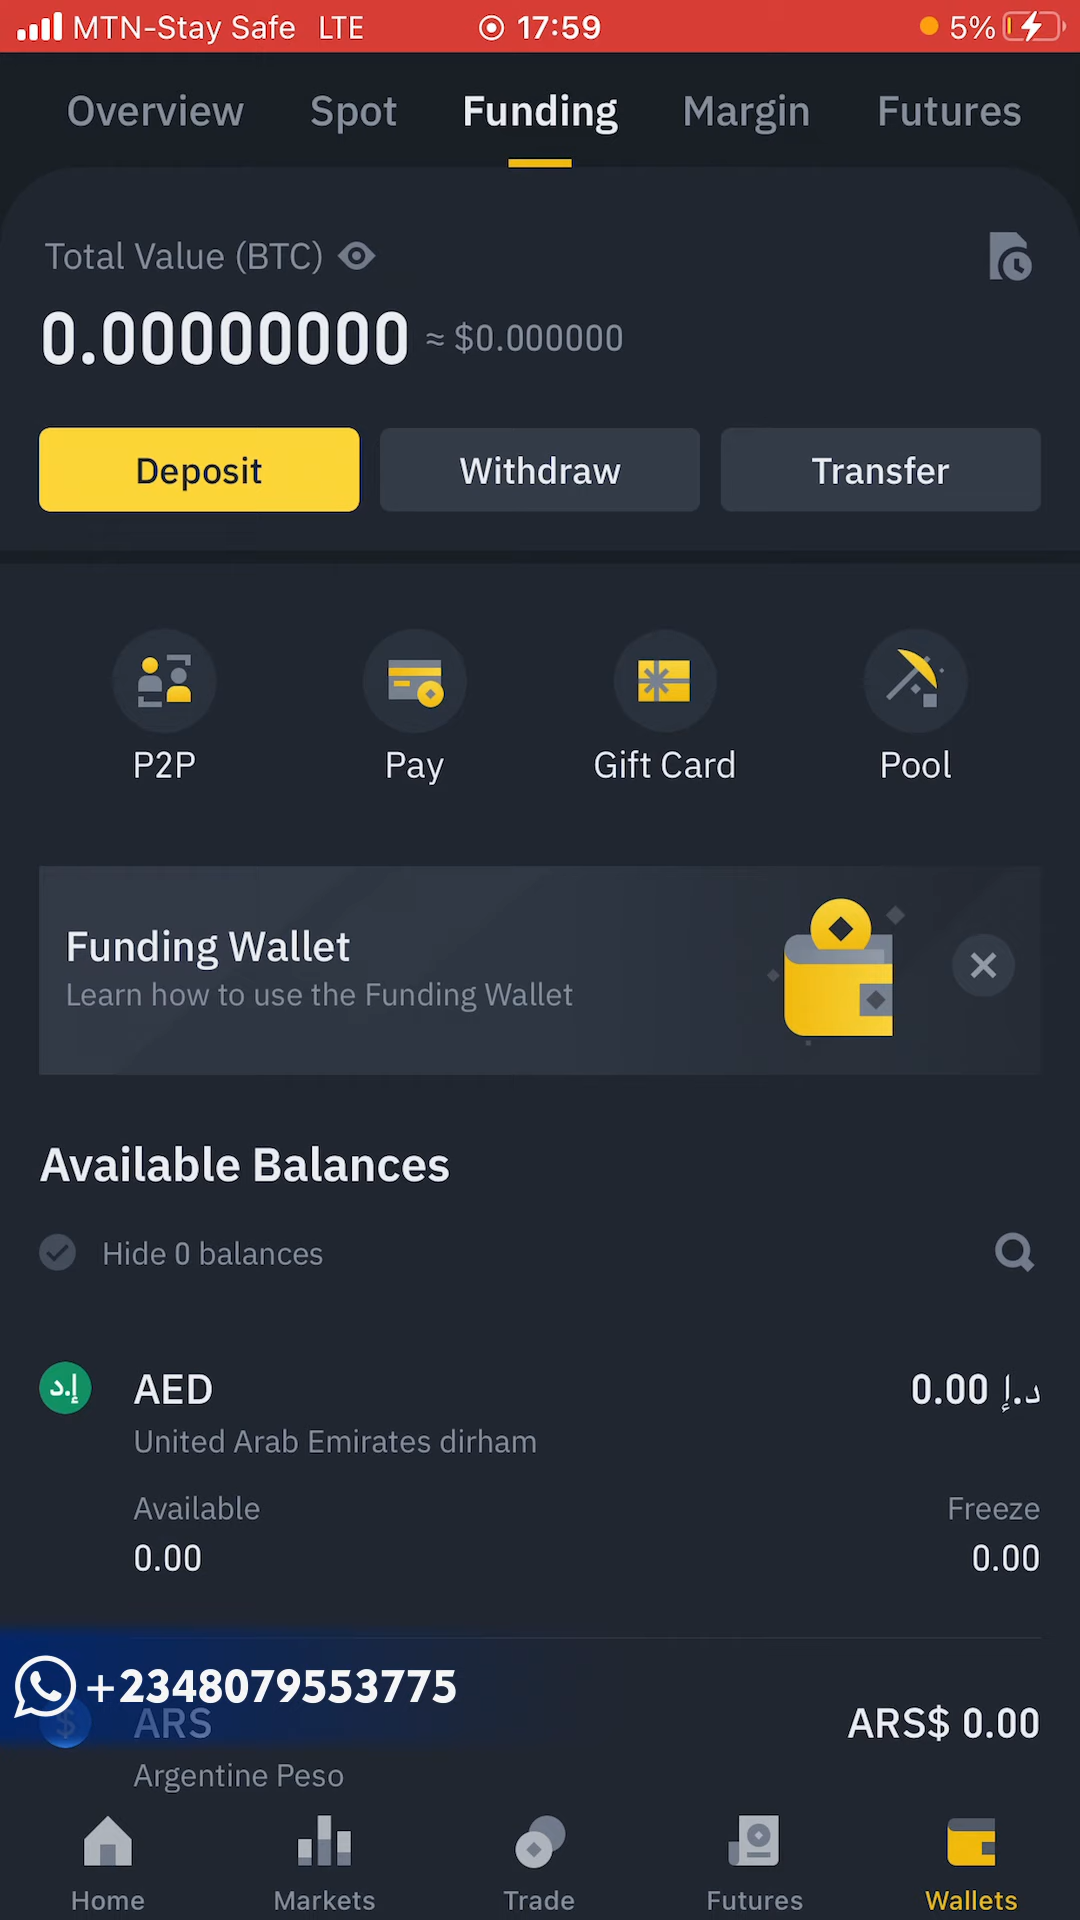 MTN-Stay Safe LTE 17:59 5%
Overview Spot Funding Margin Futures
Total Value (BTC)
0.00000000 ≈ $0.000000
Deposit Withdraw Transfer
P2P Pay Gift Card Pool
Funding Wallet
Learn how to use the Funding Wallet
Available Balances
Hide 0 balances
د.إ AED 0.00 د.إ
United Arab Emirates dirham
Available Freeze
0.00 0.00
+2348079553775
$ ARS ARS$ 0.00
Argentine Peso
Home Markets Trade Futures Wallets